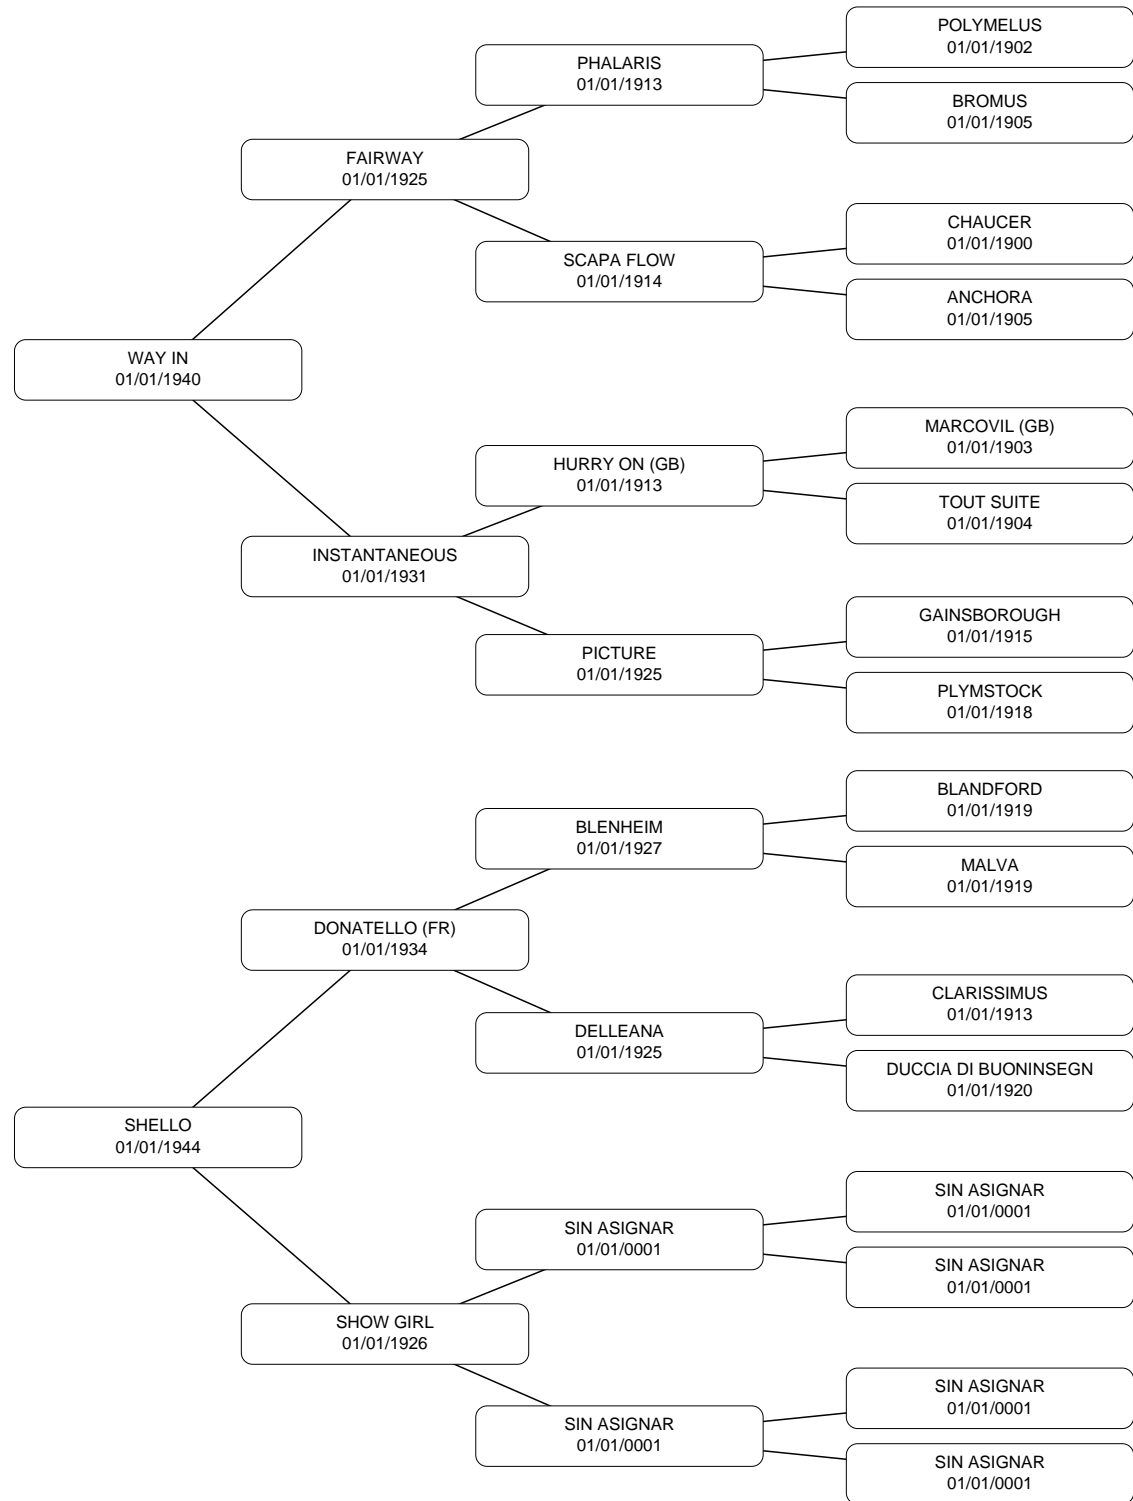 POLYMELUS
01/01/1902
PHALARIS
01/01/1913
BROMUS
01/01/1905
FAIRWAY
01/01/1925
CHAUCER
01/01/1900
SCAPA FLOW
01/01/1914
ANCHORA
01/01/1905
WAY IN
01/01/1940
MARCOVIL (GB)
01/01/1903
HURRY ON (GB)
01/01/1913
TOUT SUITE
01/01/1904
INSTANTANEOUS
01/01/1931
GAINSBOROUGH
01/01/1915
PICTURE
01/01/1925
PLYMSTOCK
01/01/1918
BLANDFORD
01/01/1919
BLENHEIM
01/01/1927
MALVA
01/01/1919
DONATELLO (FR)
01/01/1934
CLARISSIMUS
01/01/1913
DELLEANA
01/01/1925
DUCCIA DI BUONINSEGN
01/01/1920
SHELLO
01/01/1944
SIN ASIGNAR
01/01/0001
SIN ASIGNAR
01/01/0001
SIN ASIGNAR
01/01/0001
SHOW GIRL
01/01/1926
SIN ASIGNAR
01/01/0001
SIN ASIGNAR
01/01/0001
SIN ASIGNAR
01/01/0001